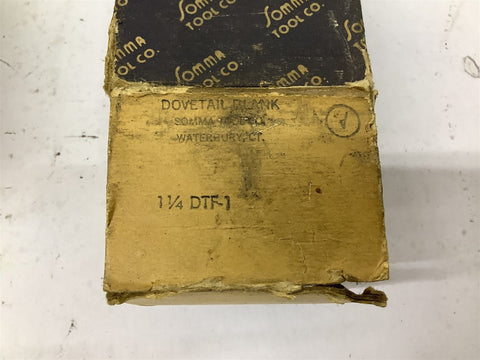 SOMMA
TOOL CO.
SOMMA
TOOL CO.
SOMMA
TOOL CO.
DOVETAIL BLANK
SOMMA TOOL CO.
WATERBURY, CT.
A
1 1/4 DTF-1